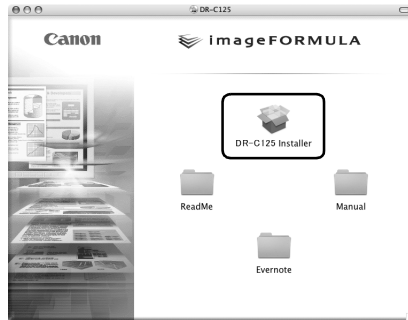 DR-C125
Canon
imageFORMULA
DR-C125 Installer
ReadMe
Manual
Evernote